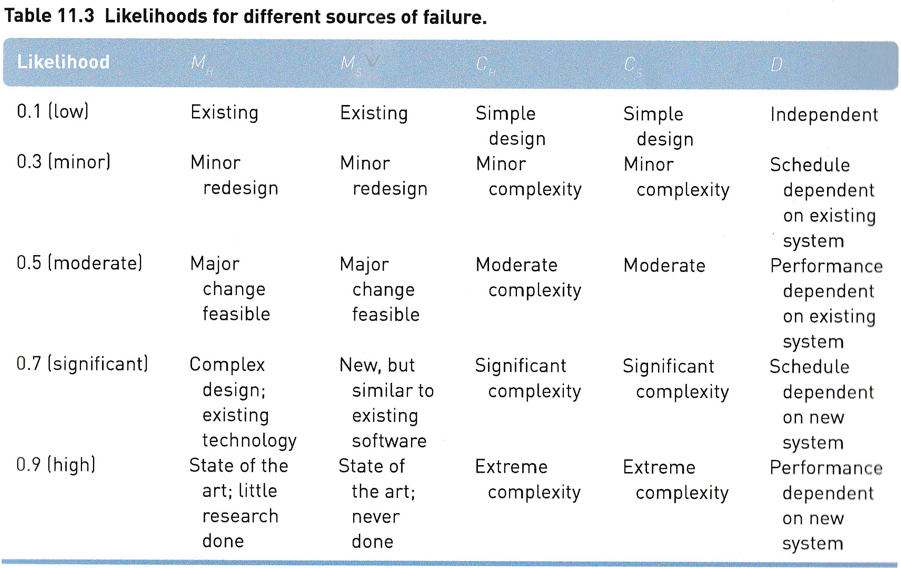 Table 11.3 Likelihoods for different sources of failure.
Likelihood M_H M_S C_H C_S D
0.1 (low) Existing Existing Simple design Simple design Independent
0.3 (minor) Minor redesign Minor redesign Minor complexity Minor complexity Schedule dependent on existing system
0.5 (moderate) Major change feasible Major change feasible Moderate complexity Moderate Performance dependent on existing system
0.7 (significant) Complex design; existing technology New, but similar to existing software Significant complexity Significant complexity Schedule dependent on new system
0.9 (high) State of the art; little research done State of the art; never done Extreme complexity Extreme complexity Performance dependent on new system